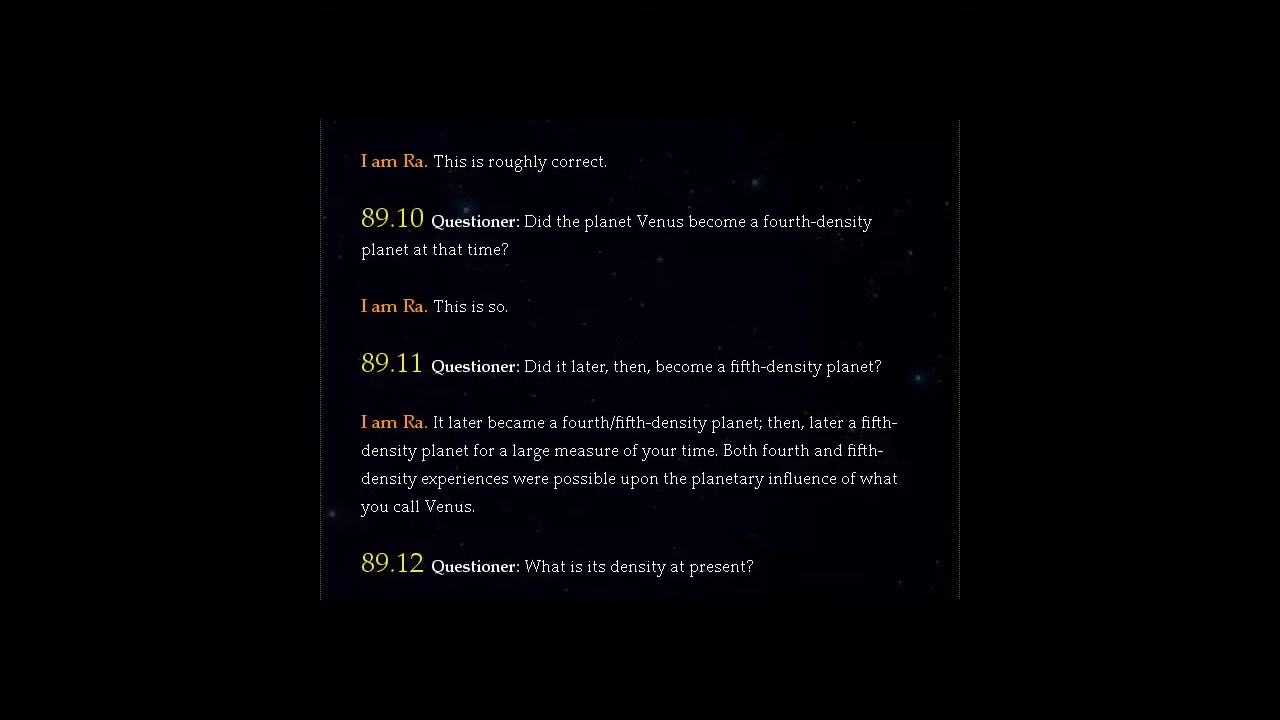 I am Ra. This is roughly correct.
89.10 Questioner: Did the planet Venus become a fourth-density
planet at that time?
I am Ra. This is so.
89.11 Questioner: Did it later, then, become a fifth-density planet?
I am Ra. It later became a fourth/fifth-density planet; then, later a fifth-
density planet for a large measure of your time. Both fourth and fifth-
density experiences were possible upon the planetary influence of what
you call Venus.
89.12 Questioner: What is its density at present?